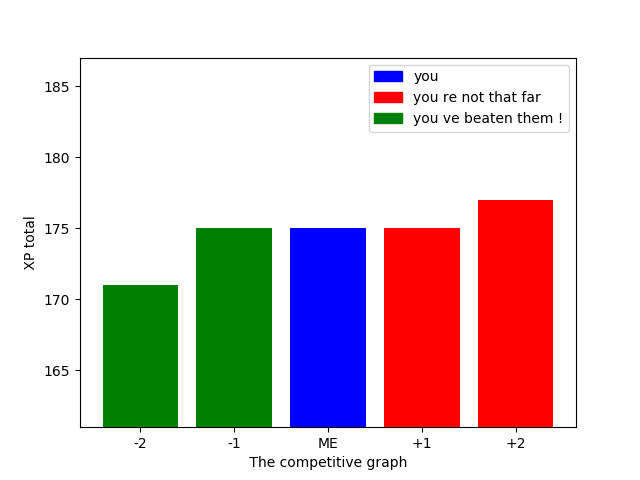 you
you re not that far
you ve beaten them !
185
180
175
170
165
XP total
-2 -1 ME +1 +2
The competitive graph